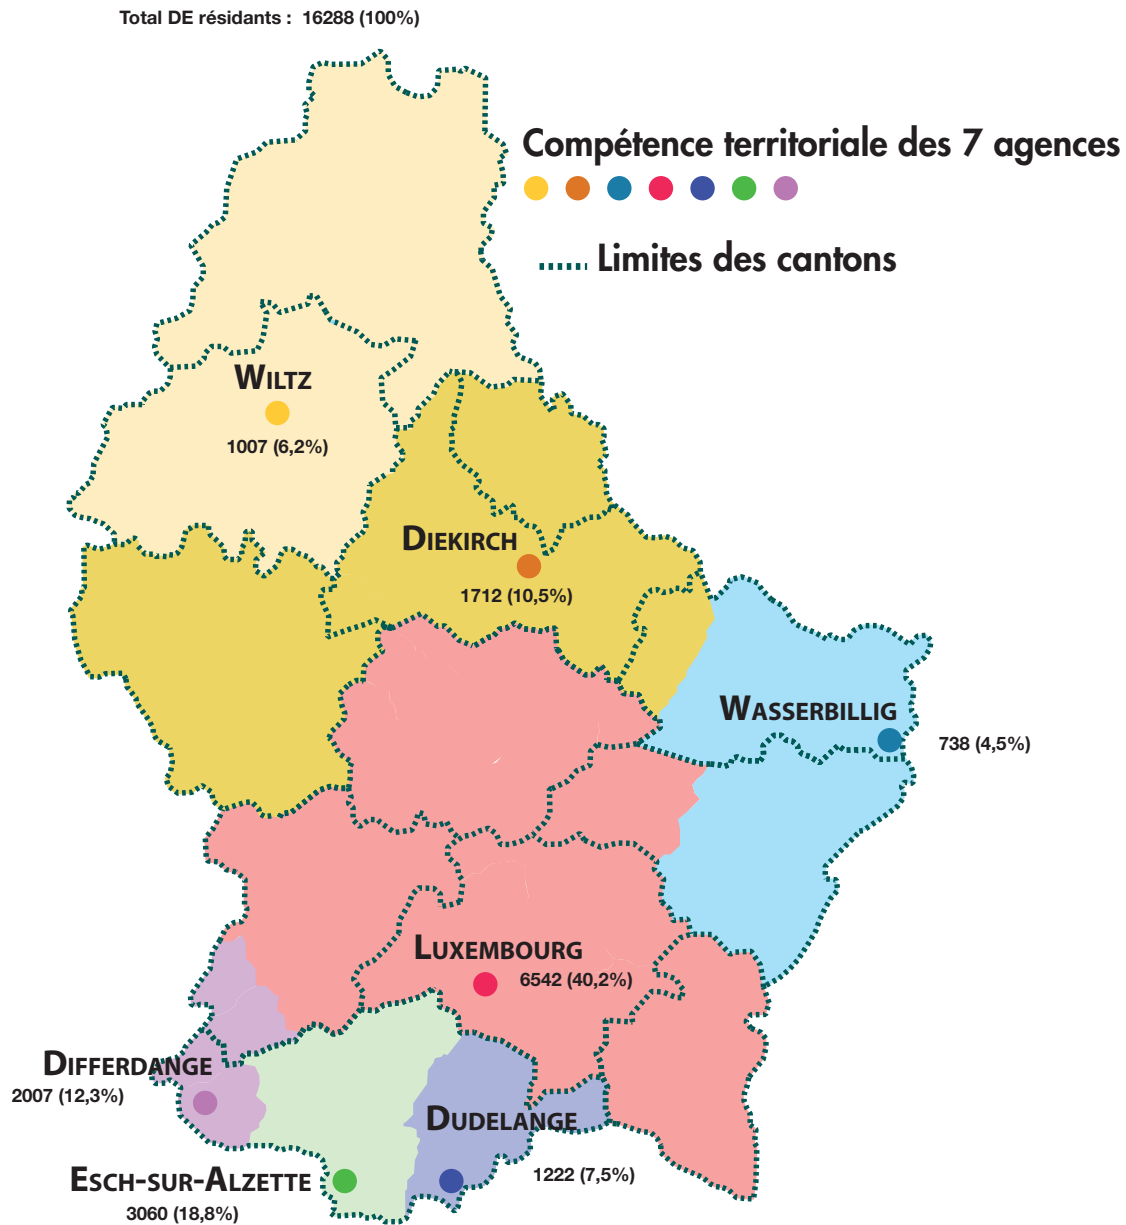 Total DE résidants : 16288 (100%)
Compétence territoriale des 7 agences
Limites des cantons
Wiltz
1007 (6,2%)
Diekirch
1712 (10,5%)
Wasserbillig
738 (4,5%)
Luxembourg
6542 (40,2%)
Differdange
2007 (12,3%)
Dudelange
1222 (7,5%)
Esch-sur-Alzette
3060 (18,8%)